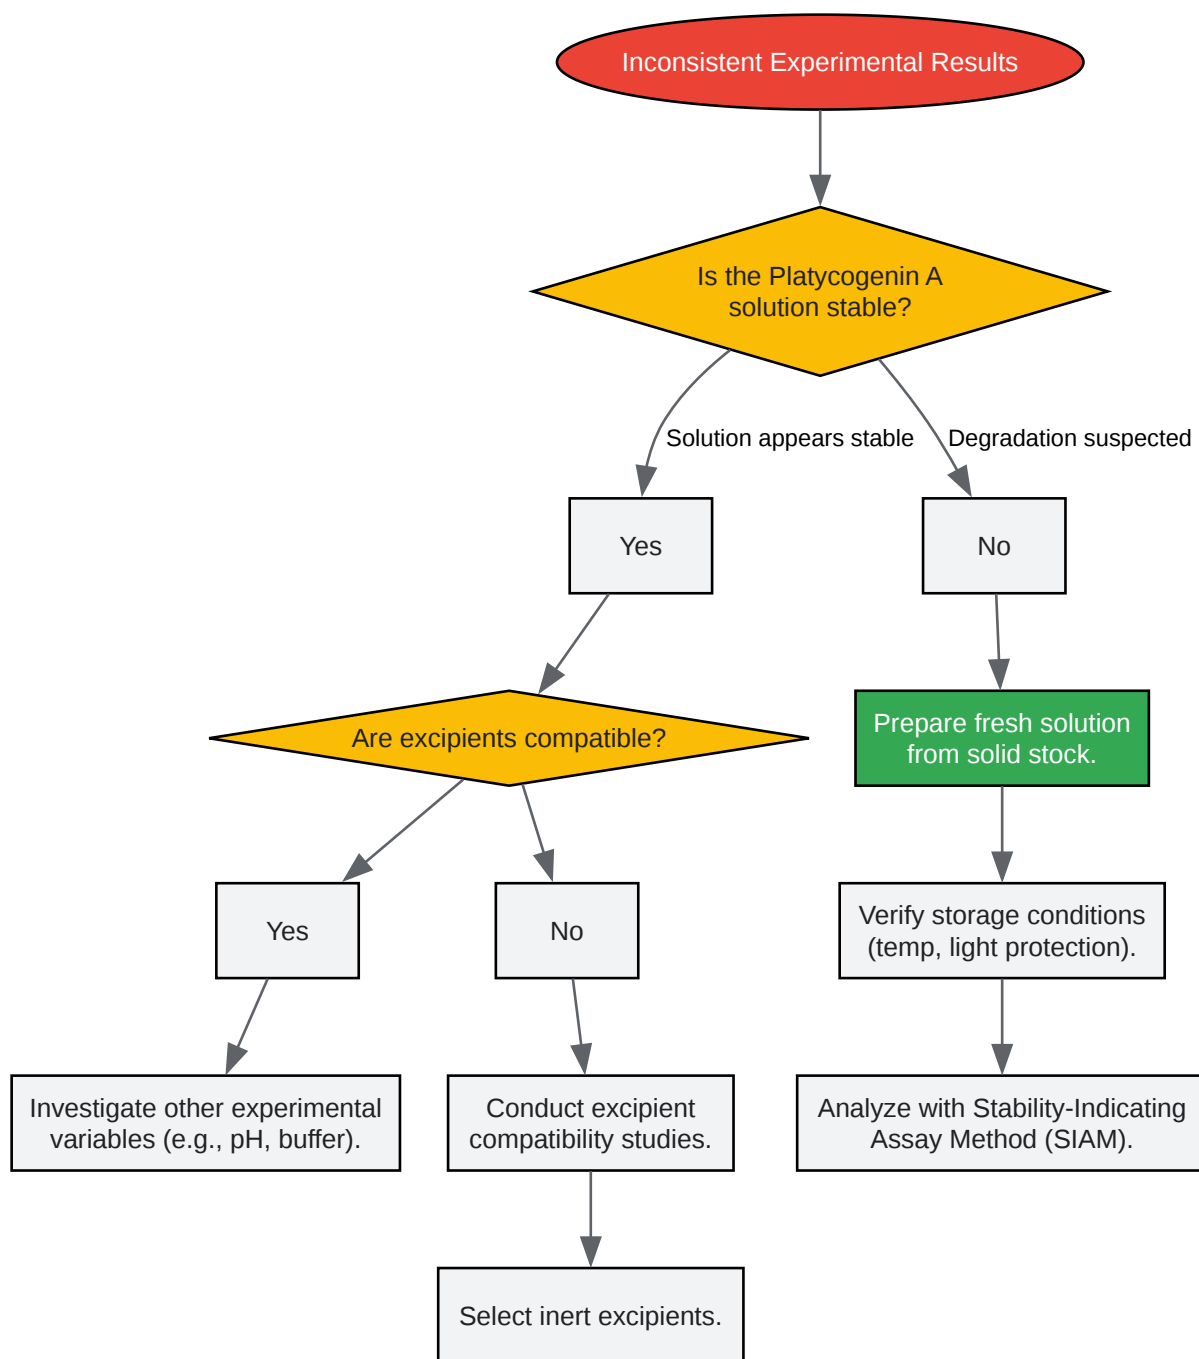 Inconsistent Experimental Results
Is the Platycogenin A
solution stable?
Solution appears stable
Degradation suspected
Yes
No
Are excipients compatible?
Prepare fresh solution
from solid stock.
Yes
No
Verify storage conditions
(temp, light protection).
Investigate other experimental
variables (e.g., pH, buffer).
Conduct excipient
compatibility studies.
Analyze with Stability-Indicating
Assay Method (SIAM).
Select inert excipients.